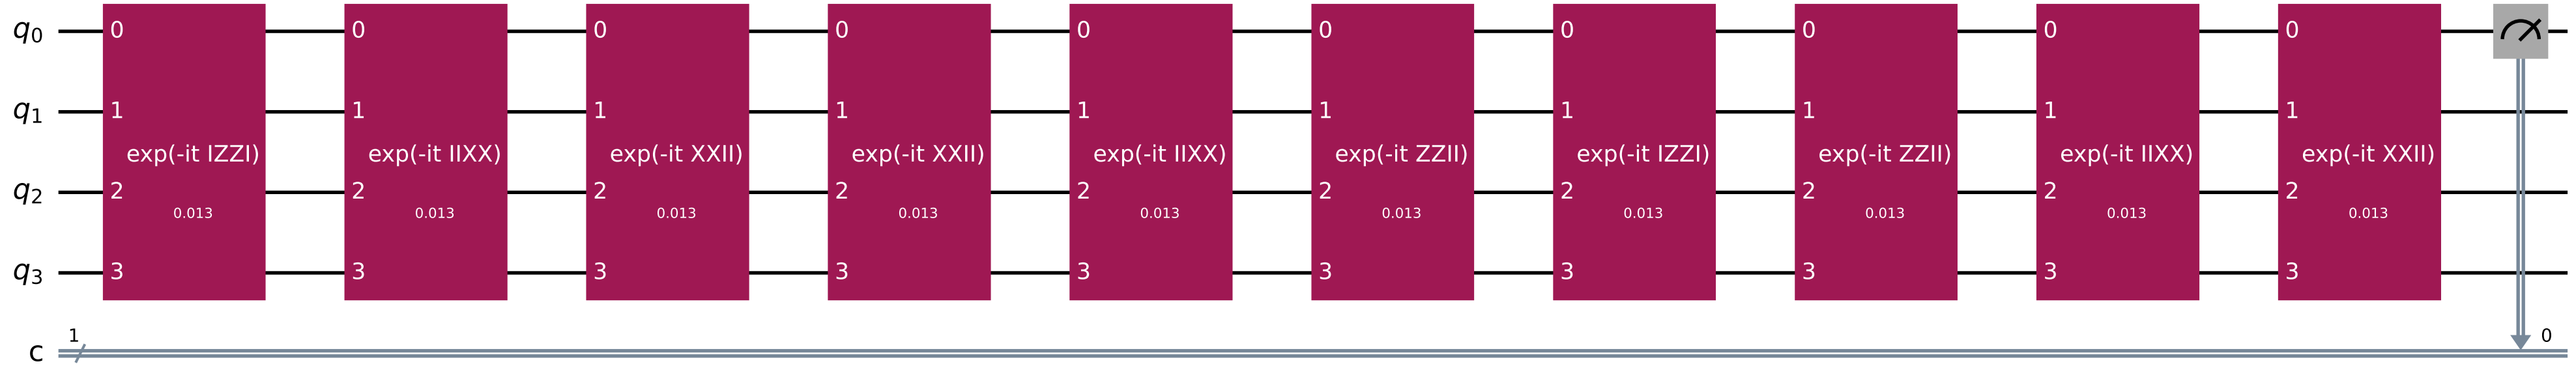 q0 0 0 0 0 0 0 0 0 0 0
q1 1 1 1 1 1 1 1 1 1 1
exp(-it IZZI) exp(-it IIXX) exp(-it XXII) exp(-it XXII) exp(-it IIXX) exp(-it ZZII) exp(-it IZZI) exp(-it ZZII) exp(-it IIXX) exp(-it XXII)
q2 2 2 2 2 2 2 2 2 2 2
0.013 0.013 0.013 0.013 0.013 0.013 0.013 0.013 0.013 0.013
q3 3 3 3 3 3 3 3 3 3 3
1 0
c